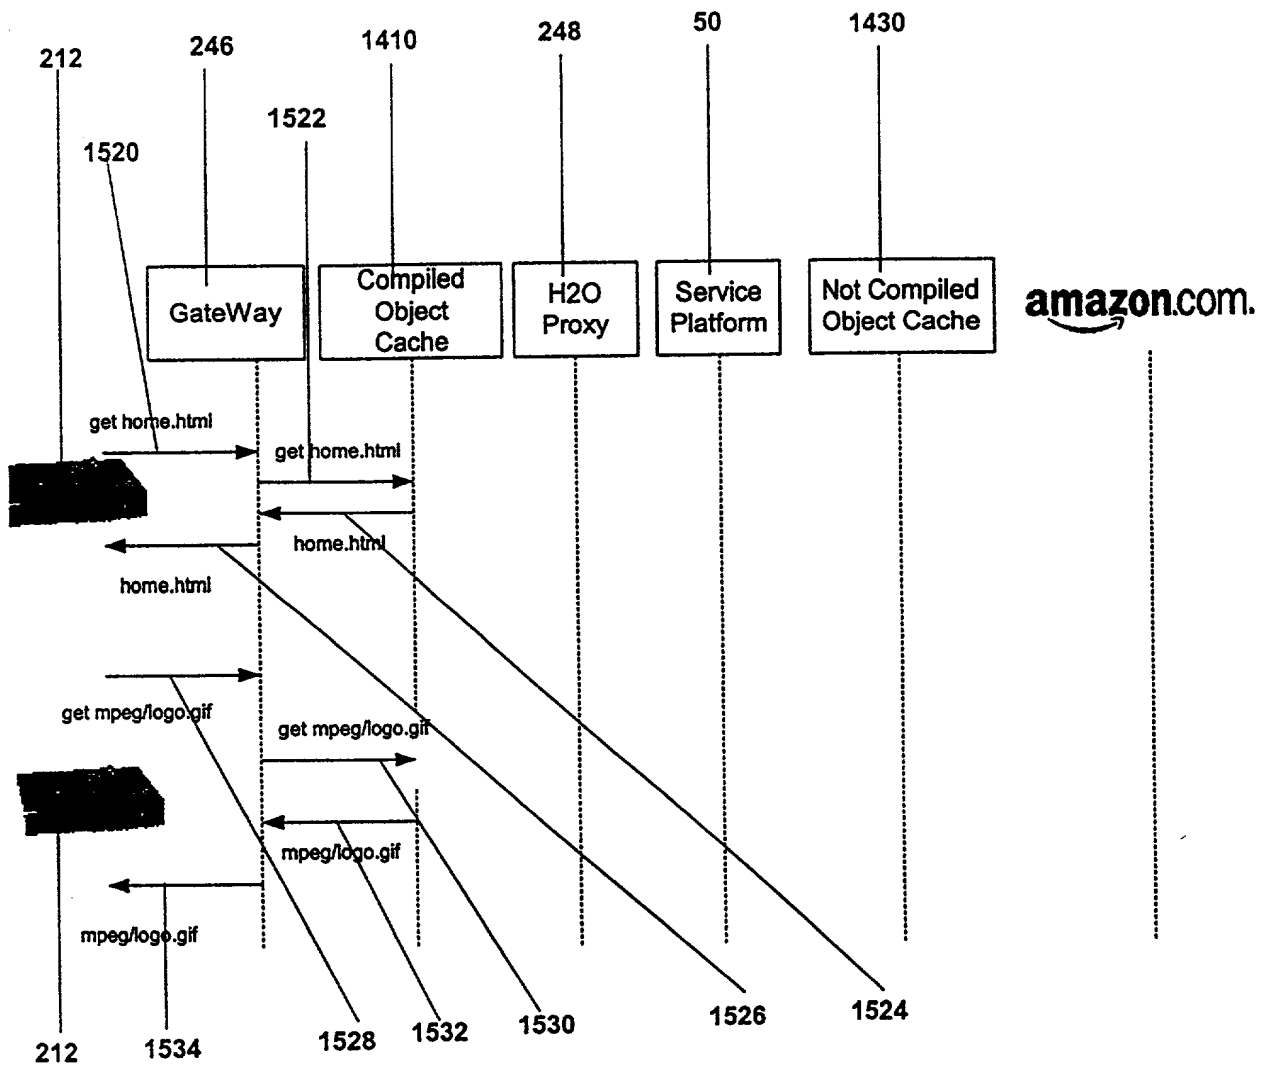 50
1430
248
1410
246
212
1522
1520
GateWay
Compiled
Object
Cache
H2O
Proxy
Service
Platform
Not Compiled
Object Cache
amazon.com.
get home.html
get home.html
home.html
home.html
get mpeg/logo.gif
get mpeg/logo.gif
mpeg/logo.gif
mpeg/logo.gif
212
1534
1528
1532
1530
1526
1524